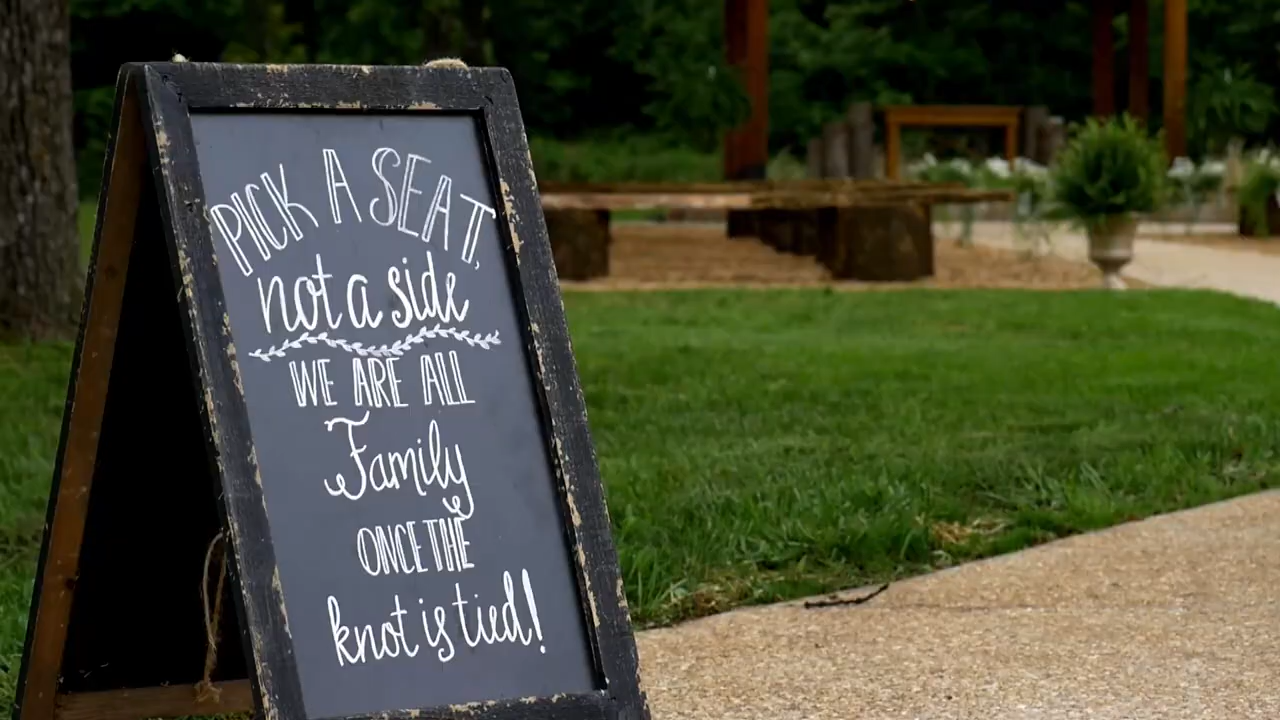 PICK A SEAT,
not a side
WE ARE ALL
Family
ONCE THE
knot is tied!